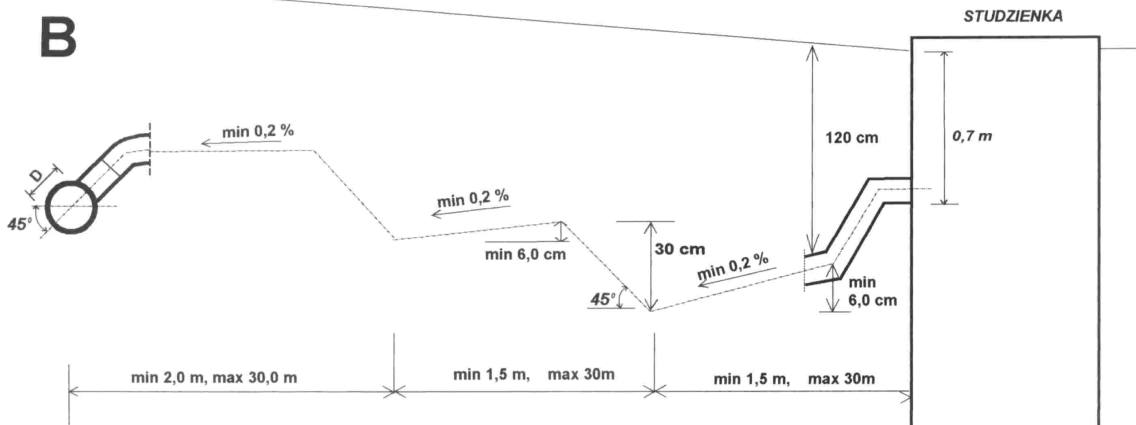 B
STUDZIENKA
min 0,2 %
120 cm
0,7 m
D
45⁰
min 0,2 %
min 6,0 cm
30 cm
min 0,2 %
45⁰
min
6,0 cm
min 2,0 m, max 30,0 m
min 1,5 m, max 30m
min 1,5 m, max 30m